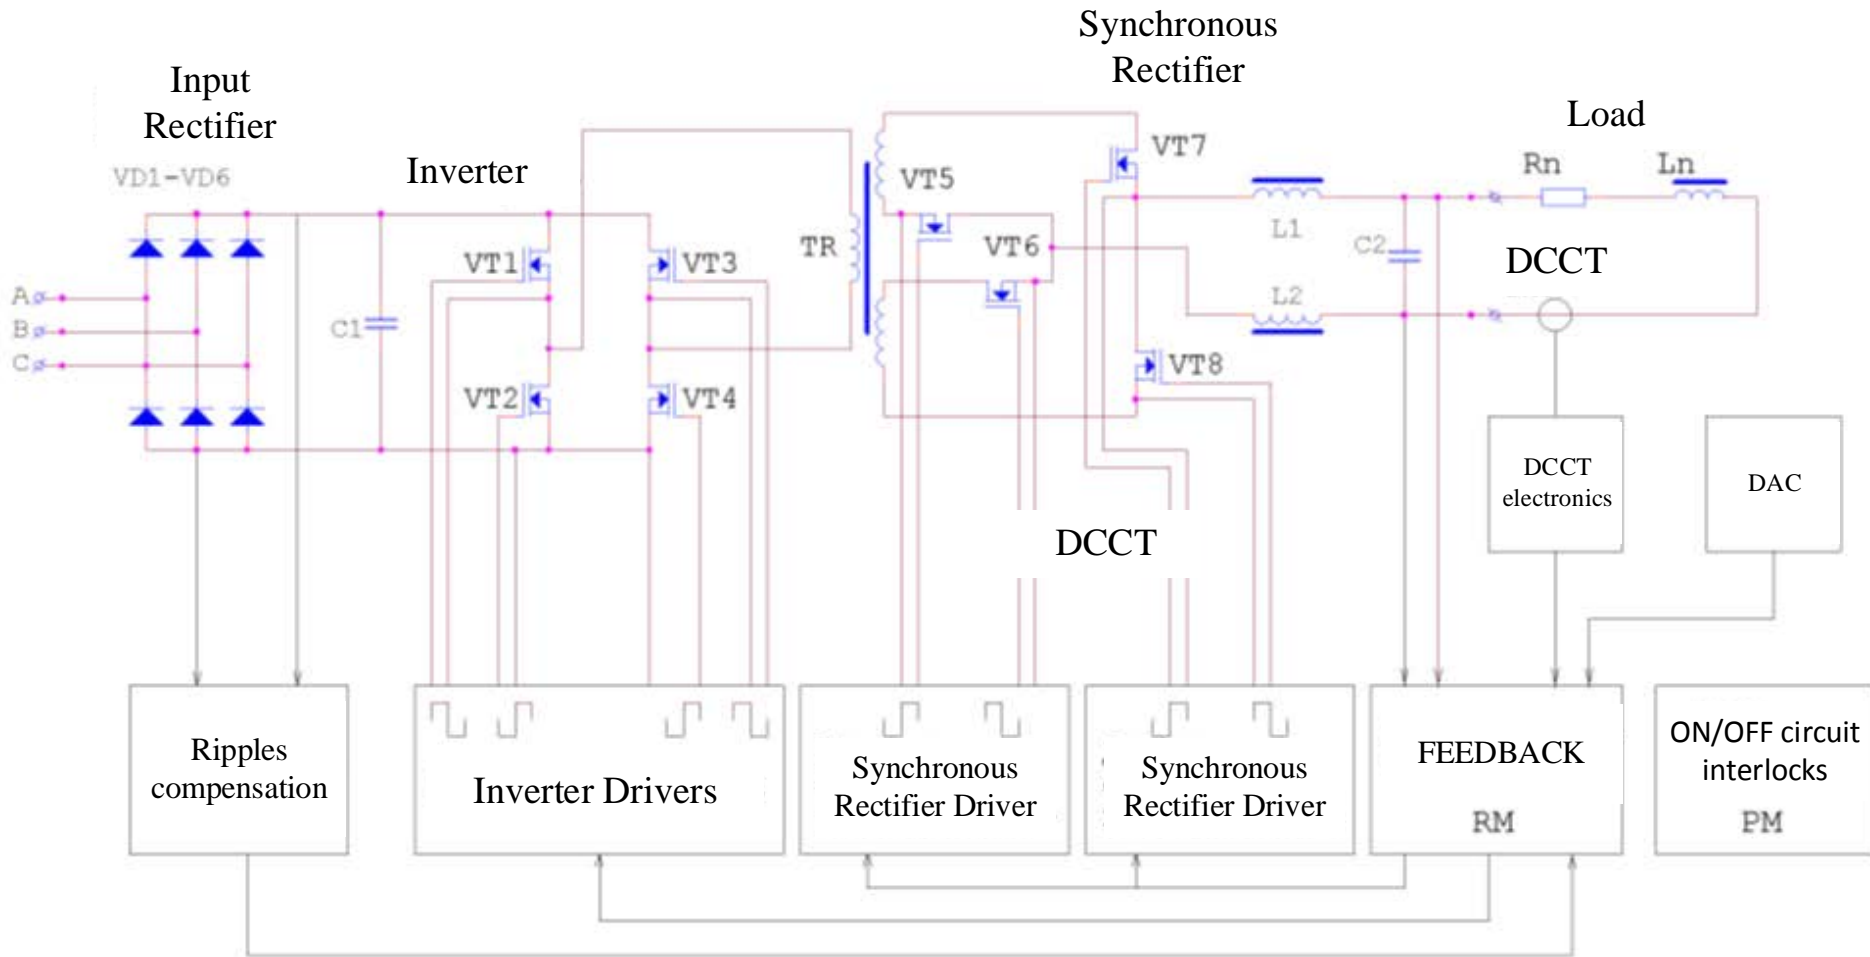 Synchronous
Rectifier
Input
Rectifier
Load
VD1-VD6
Inverter
VT7
Rn
Ln
VT5
TR
VT6
L1
C2
DCCT
VT1
VT3
A
B
C
C1
L2
VT2
VT4
VT8
DCCT
electronics
DAC
DCCT
Ripples
compensation
Inverter Drivers
Synchronous
Rectifier Driver
Synchronous
Rectifier Driver
FEEDBACK
RM
ON/OFF circuit
interlocks
PM